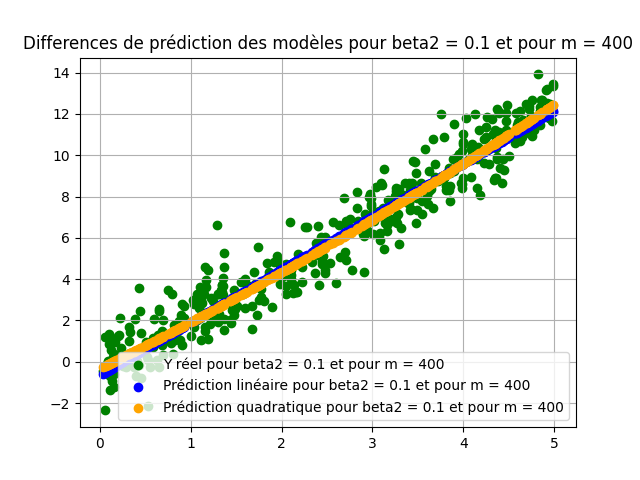 Differences de prédiction des modèles pour beta2 = 0.1 et pour m = 400
14
12
10
8
6
4
2
0
−2
Y réel pour beta2 = 0.1 et pour m = 400
Prédiction linéaire pour beta2 = 0.1 et pour m = 400
Prédiction quadratique pour beta2 = 0.1 et pour m = 400
0 1 2 3 4 5